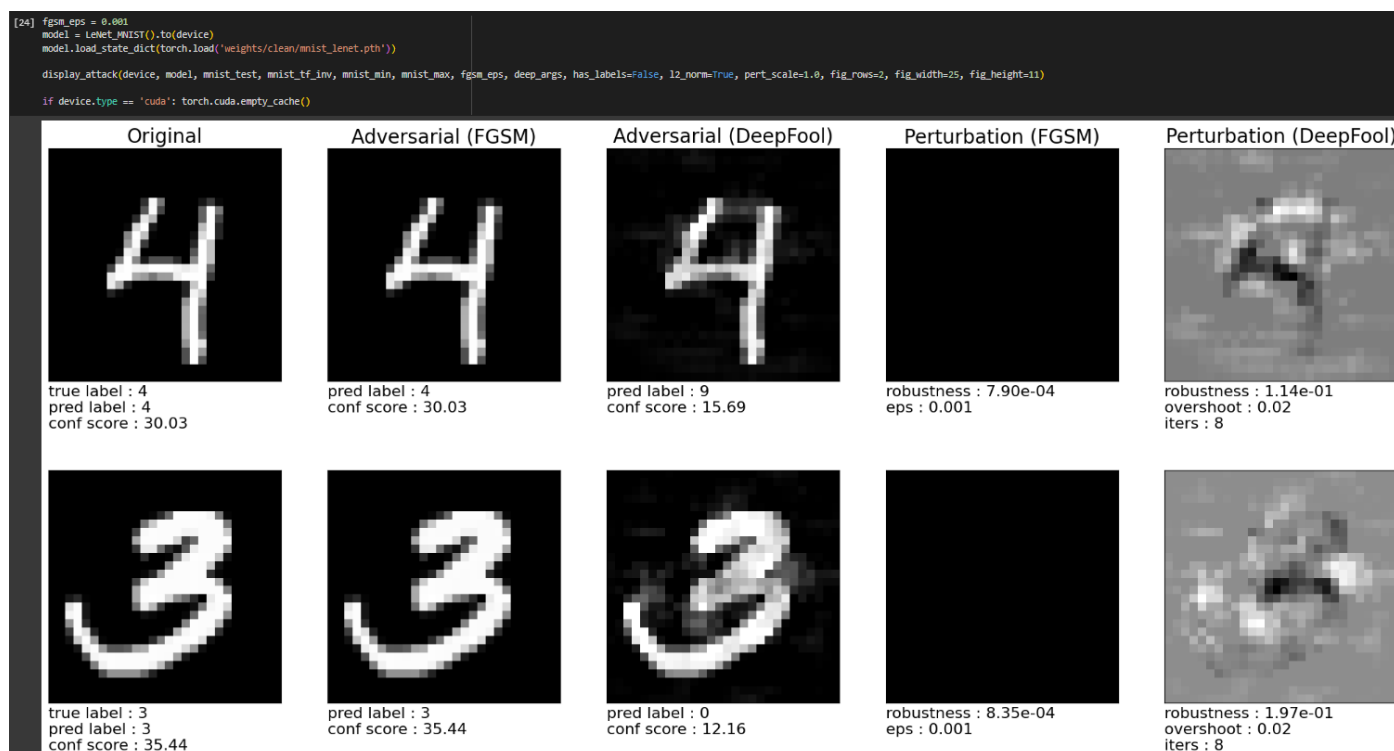 [24] fgsm_eps = 0.001
model = LeNet_MNIST().to(device)
model.load_state_dict(torch.load('weights/clean/mnist_lenet.pth'))
display_attack(device, model, mnist_test, mnist_tf_inv, mnist_min, mnist_max, fgsm_eps, deep_args, has_labels=False, l2_norm=True, pert_scale=1.0, fig_rows=2, fig_width=25, fig_height=11)
if device.type == 'cuda': torch.cuda.empty_cache()
Original Adversarial (FGSM) Adversarial (DeepFool) Perturbation (FGSM) Perturbation (DeepFool)
true label : 4 pred label : 4 pred label : 9 robustness : 7.90e-04 robustness : 1.14e-01
pred label : 4 conf score : 30.03 conf score : 15.69 eps : 0.001 overshoot : 0.02
conf score : 30.03 iters : 8
true label : 3 pred label : 3 pred label : 0 robustness : 8.35e-04 robustness : 1.97e-01
pred label : 3 conf score : 35.44 conf score : 12.16 eps : 0.001 overshoot : 0.02
conf score : 35.44 iters : 8